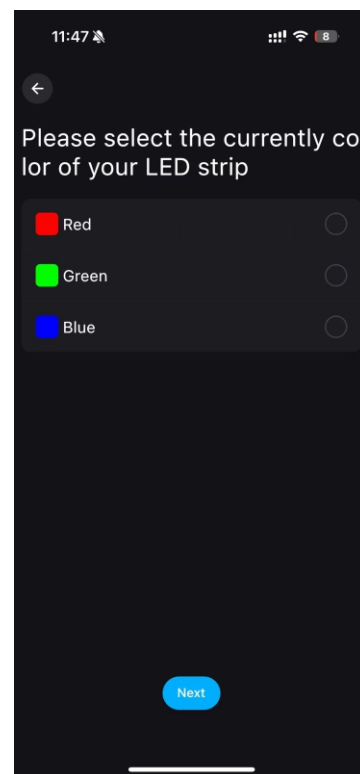 11:47
8
Please select the currently co
lor of your LED strip
Red
Green
Blue
Next